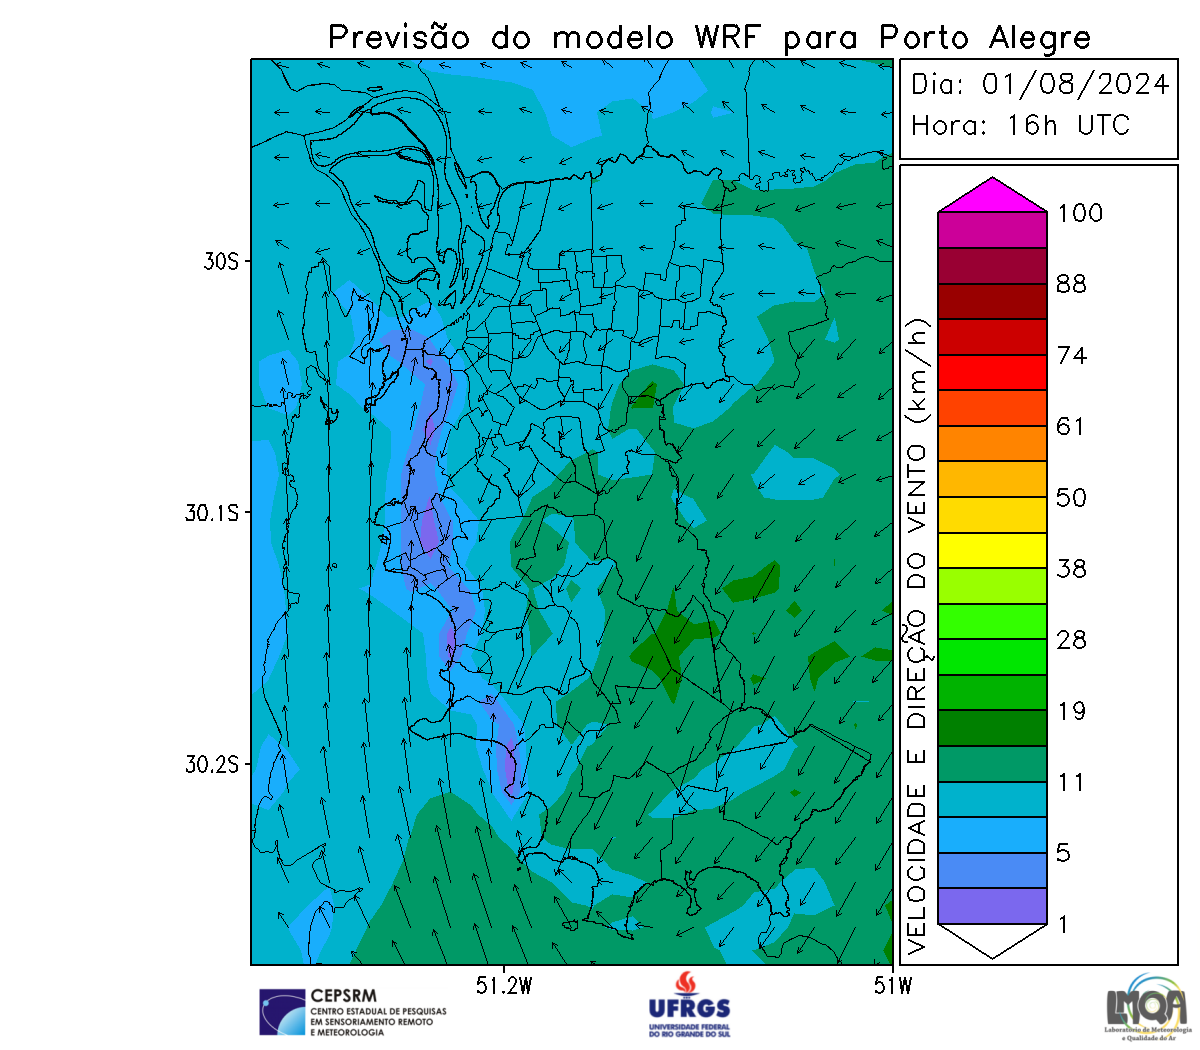 Previsão do modelo WRF para Porto Alegre
Dia: 01/08/2024
Hora: 16h UTC
30S
30.1S
30.2S
51.2W
51W
VELOCIDADE E DIREÇÃO DO VENTO (km/h)
100
88
74
61
50
38
28
19
11
5
1
CEPSRM
CENTRO ESTADUAL DE PESQUISAS
EM SENSORIAMENTO REMOTO
E METEOROLOGIA
UFRGS
UNIVERSIDADE FEDERAL
DO RIO GRANDE DO SUL
LMQA
Laboratório de Meteorologia
e Qualidade do Ar